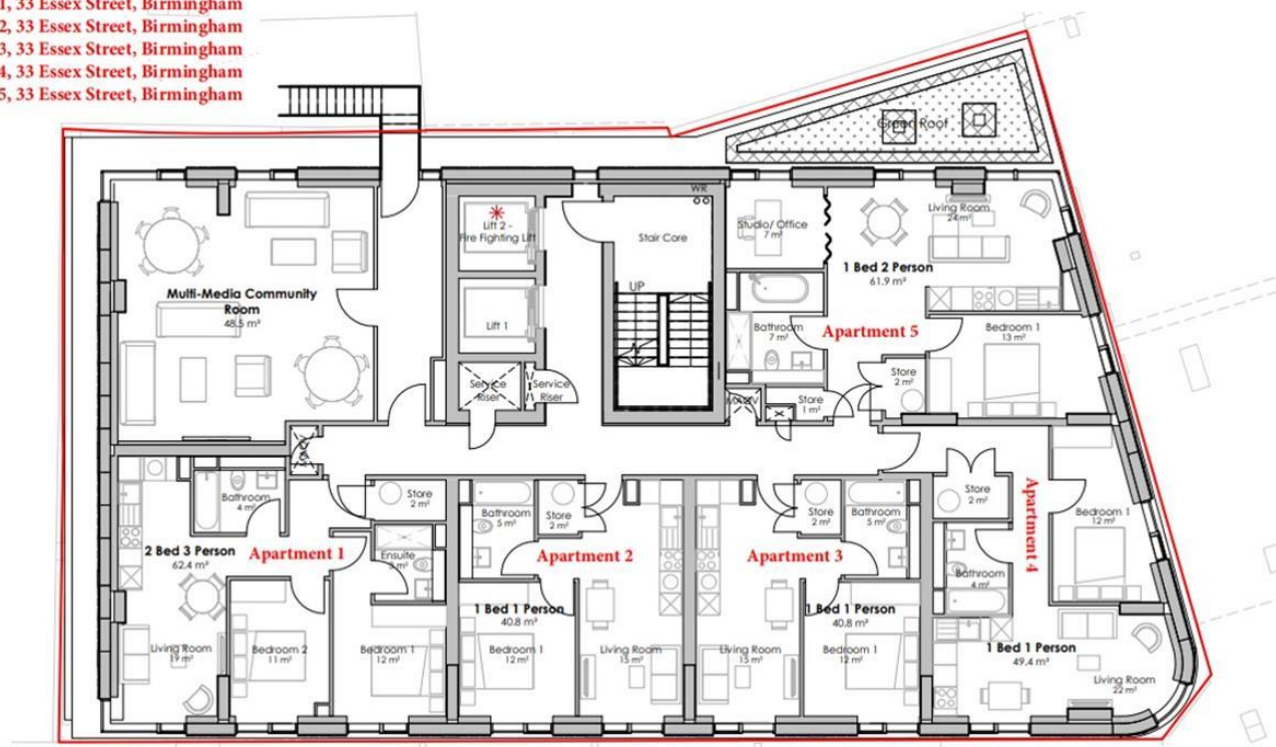 1, 33 Essex Street, Birmingham
2, 33 Essex Street, Birmingham
3, 33 Essex Street, Birmingham
4, 33 Essex Street, Birmingham
5, 33 Essex Street, Birmingham
Green Roof
WR
Lift 2 -
Fire Fighting Lift
Stair Core
UP
Lift 1
Service
Riser
Service
Riser
Multi-Media Community
Room
48.5 m²
Studio/ Office
7 m²
Living Room
24 m²
1 Bed 2 Person
61.9 m²
Apartment 5
Bathroom
7 m²
Bedroom 1
13 m²
Store
2 m²
Store
1 m²
Bathroom
4 m²
Store
2 m²
2 Bed 3 Person
62.4 m²
Apartment 1
Ensuite
Living Room
19 m²
Bedroom 2
11 m²
Bedroom 1
12 m²
Bathroom
5 m²
Store
2 m²
Apartment 2
1 Bed 1 Person
40.8 m²
Bedroom 1
12 m²
Living Room
15 m²
Store
2 m²
Bathroom
5 m²
Apartment 3
1 Bed 1 Person
40.8 m²
Living Room
15 m²
Bedroom 1
12 m²
Store
2 m²
Apartment 4
Bedroom 1
12 m²
Bathroom
4 m²
1 Bed 1 Person
49.4 m²
Living Room
22 m²